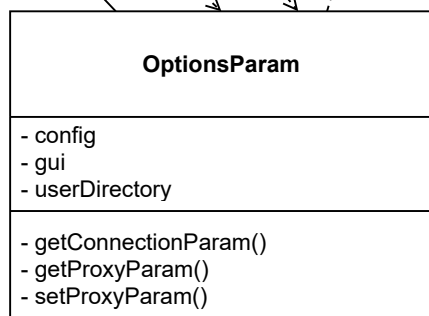 OptionsParam
- config
- gui
- userDirectory
- getConnectionParam()
- getProxyParam()
- setProxyParam()